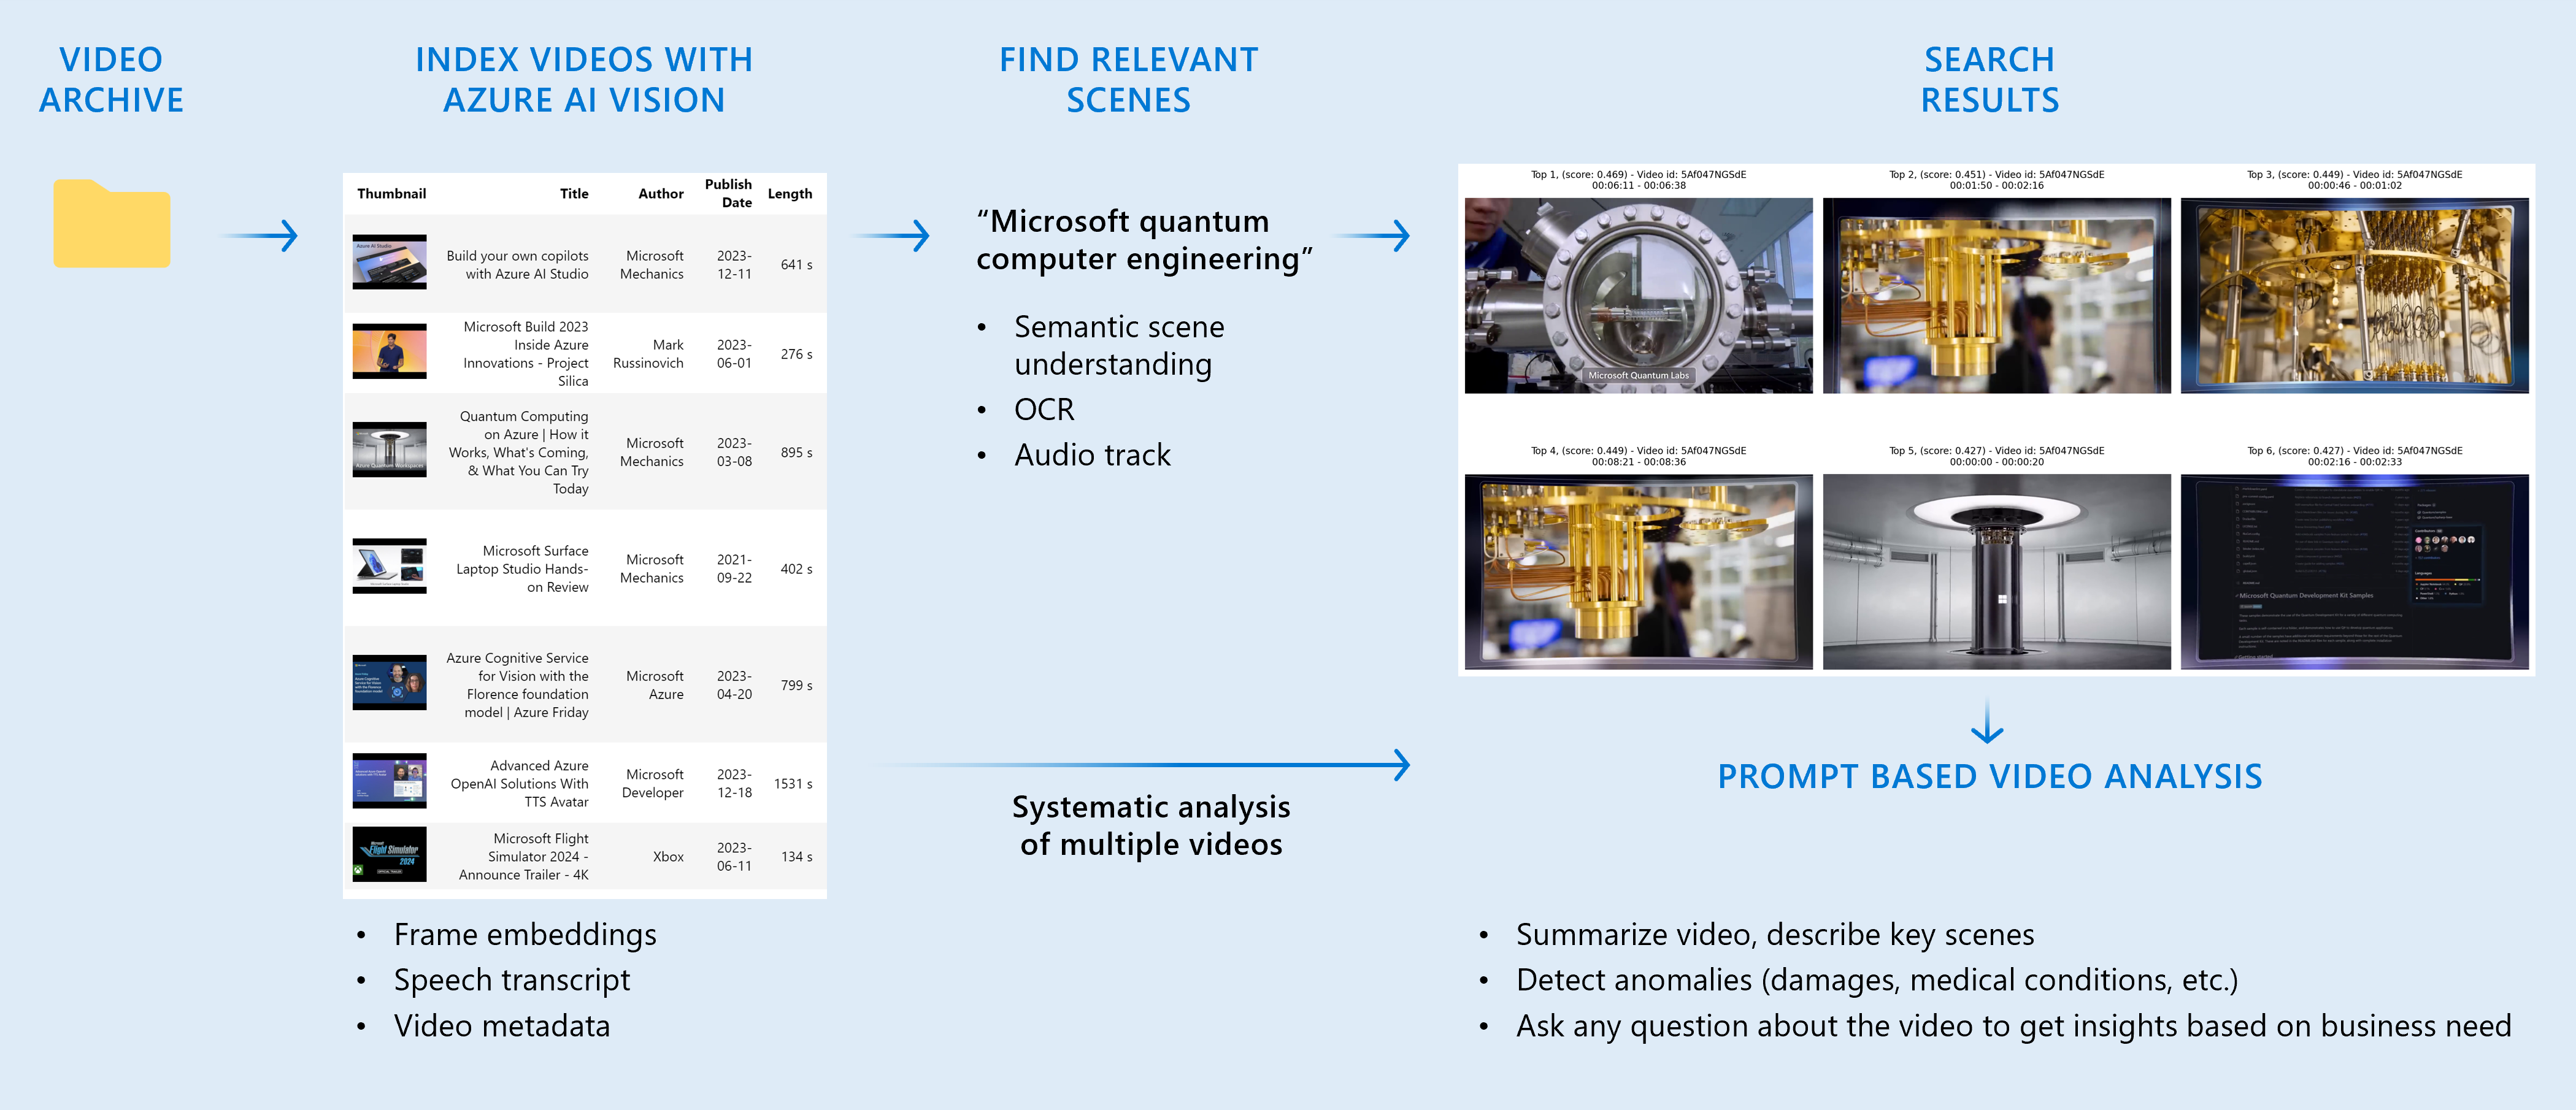 VIDEO
ARCHIVE
INDEX VIDEOS WITH
AZURE AI VISION
FIND RELEVANT
SCENES
SEARCH
RESULTS
Thumbnail Title Author Publish Date Length
Azure AI Studio
Build your own copilots
with Azure AI Studio
Microsoft
Mechanics
2023-
12-11
641 s
Microsoft Build 2023
Inside Azure
Innovations - Project
Silica
Mark
Russinovich
2023-
06-01
276 s
Azure Quantum Workspaces
Quantum Computing
on Azure | How it
Works, What's Coming,
& What You Can Try
Today
Microsoft
Mechanics
2023-
03-08
895 s
Microsoft Surface
Laptop Studio Hands-
on Review
Microsoft
Mechanics
2021-
09-22
402 s
Azure Cognitive Service
for Vision with the
Florence foundation
model | Azure Friday
Microsoft
Azure
2023-
04-20
799 s
Advanced Azure
OpenAI Solutions With
TTS Avatar
Microsoft
Developer
2023-
12-18
1531 s
Microsoft
Flight Simulator
2024
Microsoft Flight
Simulator 2024 -
Announce Trailer - 4K
Xbox
2023-
06-11
134 s
• Frame embeddings
• Speech transcript
• Video metadata
“Microsoft quantum
computer engineering”
• Semantic scene
understanding
• OCR
• Audio track
Systematic analysis
of multiple videos
Top 1, (score: 0.469) - Video id: 5Af047NGSdE
00:06:11 - 00:06:38
Microsoft Quantum Labs
Top 2, (score: 0.451) - Video id: 5Af047NGSdE
00:01:50 - 00:02:16
Top 3, (score: 0.449) - Video id: 5Af047NGSdE
00:00:46 - 00:01:02
Top 4, (score: 0.449) - Video id: 5Af047NGSdE
00:08:21 - 00:08:36
Top 5, (score: 0.427) - Video id: 5Af047NGSdE
00:00:00 - 00:00:20
Top 6, (score: 0.427) - Video id: 5Af047NGSdE
00:02:16 - 00:02:33
Microsoft Quantum Development Kit Samples
PROMPT BASED VIDEO ANALYSIS
• Summarize video, describe key scenes
• Detect anomalies (damages, medical conditions, etc.)
• Ask any question about the video to get insights based on business need